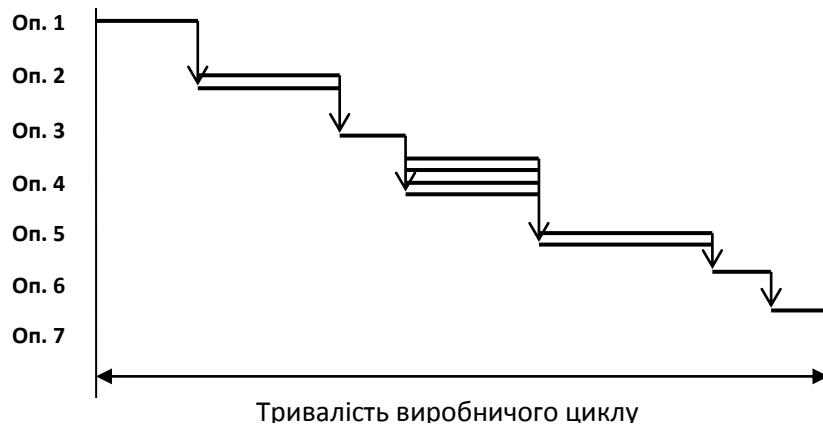 Оп. 1
Оп. 2
Оп. 3
Оп. 4
Оп. 5
Оп. 6
Оп. 7
Тривалість виробничого циклу